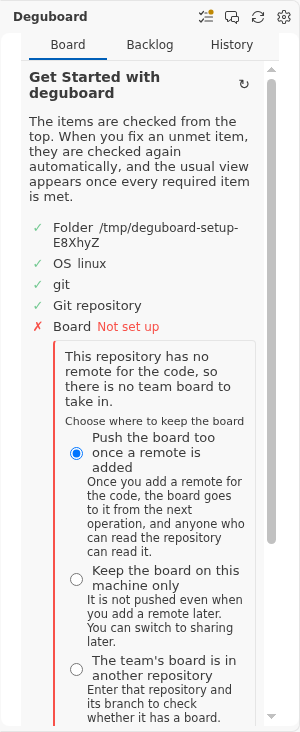 Deguboard
Board Backlog History
Get Started with
deguboard
↻
The items are checked from the
top. When you fix an unmet item,
they are checked again
automatically, and the usual view
appears once every required item
is met.
✓ Folder /tmp/deguboard-setup-
E8XhyZ
✓ OS linux
✓ git
✓ Git repository
✗ Board Not set up
This repository has no
remote for the code, so
there is no team board to
take in.
Choose where to keep the board
Push the board too
once a remote is
added
Once you add a remote for
the code, the board goes
to it from the next
operation, and anyone who
can read the repository
can read it.
Keep the board on this
machine only
It is not pushed even when
you add a remote later.
You can switch to sharing
later.
The team's board is in
another repository
Enter that repository and
its branch to check
whether it has a board.